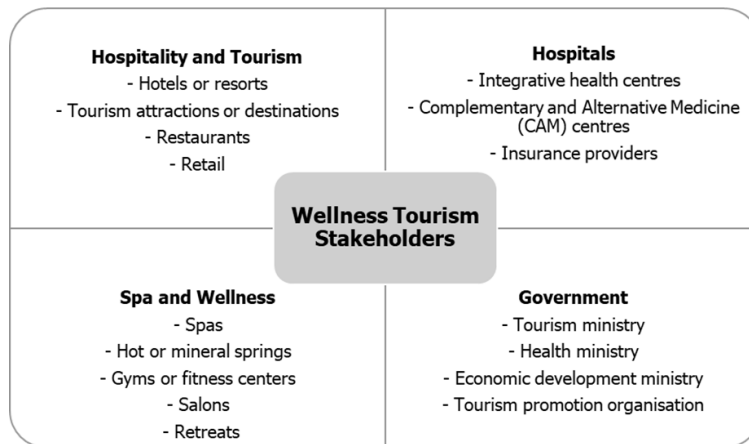 Hospitality and Tourism
- Hotels or resorts
- Tourism attractions or destinations
- Restaurants
- Retail
Hospitals
- Integrative health centres
- Complementary and Alternative Medicine
(CAM) centres
- Insurance providers
Wellness Tourism
Stakeholders
Spa and Wellness
- Spas
- Hot or mineral springs
- Gyms or fitness centers
- Salons
- Retreats
Government
- Tourism ministry
- Health ministry
- Economic development ministry
- Tourism promotion organisation